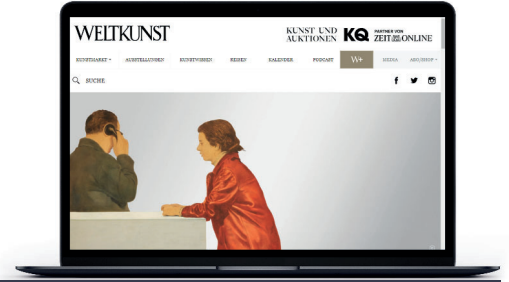 WELTKUNST
KUNST UND
AUKTIONEN
KQ
PARTNER VON
ZEIT ONLINE
KUNSTMARKT AUSSTELLUNGEN KUNSTWISSEN REISEN KALENDER PODCAST W+ MEDIA ABO/SHOP
SUCHE